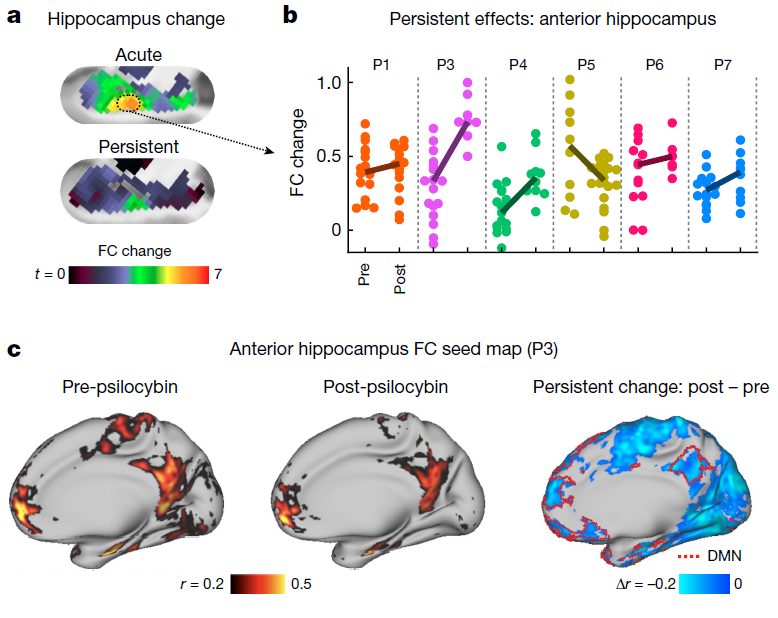 a Hippocampus change
Acute
Persistent
FC change
t = 0 7
b Persistent effects: anterior hippocampus
P1 P3 P4 P5 P6 P7
FC change
1.0
0.5
0
Pre
Post
c Anterior hippocampus FC seed map (P3)
Pre-psilocybin Post-psilocybin Persistent change: post – pre
DMN
r = 0.2 0.5
Δr = –0.2 0